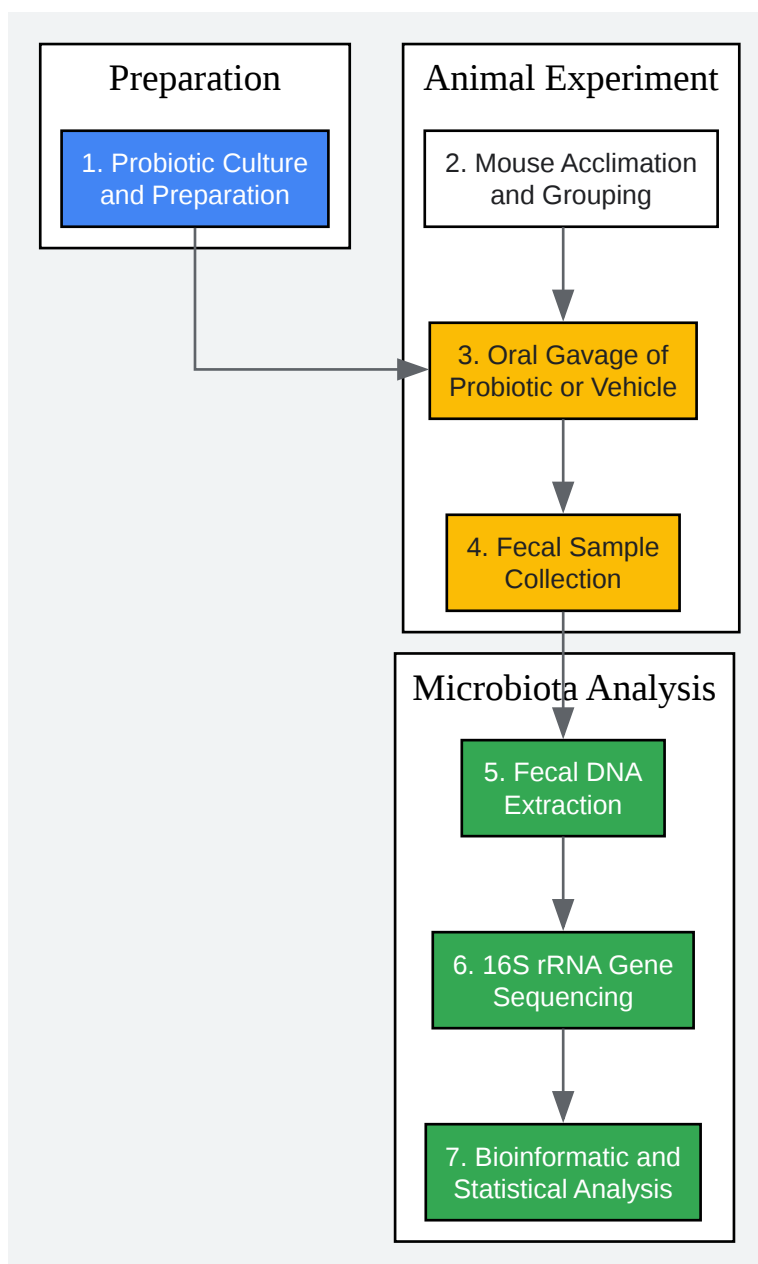 Preparation
1. Probiotic Culture
and Preparation
Animal Experiment
2. Mouse Acclimation
and Grouping
3. Oral Gavage of
Probiotic or Vehicle
4. Fecal Sample
Collection
Microbiota Analysis
5. Fecal DNA
Extraction
6. 16S rRNA Gene
Sequencing
7. Bioinformatic and
Statistical Analysis